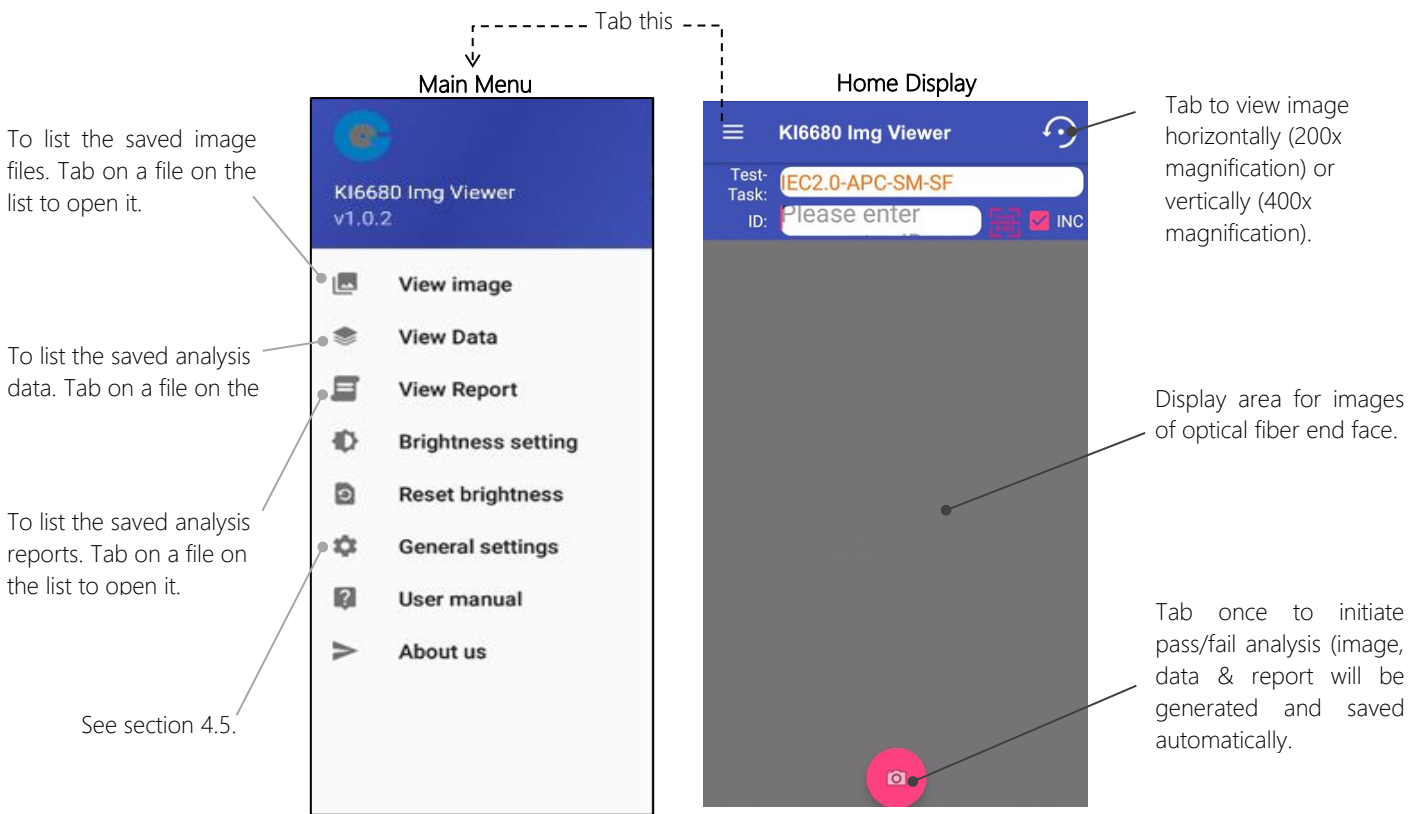 Tab this
Main Menu
Home Display
To list the saved image
files. Tab on a file on the
list to open it.
To list the saved analysis
data. Tab on a file on the
To list the saved analysis
reports. Tab on a file on
the list to open it.
See section 4.5.
KI6680 Img Viewer
v1.0.2
View image
View Data
View Report
Brightness setting
Reset brightness
General settings
User manual
About us
KI6680 Img Viewer
Test-
Task:
IEC2.0-APC-SM-SF
ID:
Please enter
INC
Tab to view image
horizontally (200x
magnification) or
vertically (400x
magnification).
Display area for images
of optical fiber end face.
Tab once to initiate
pass/fail analysis (image,
data & report will be
generated and saved
automatically.